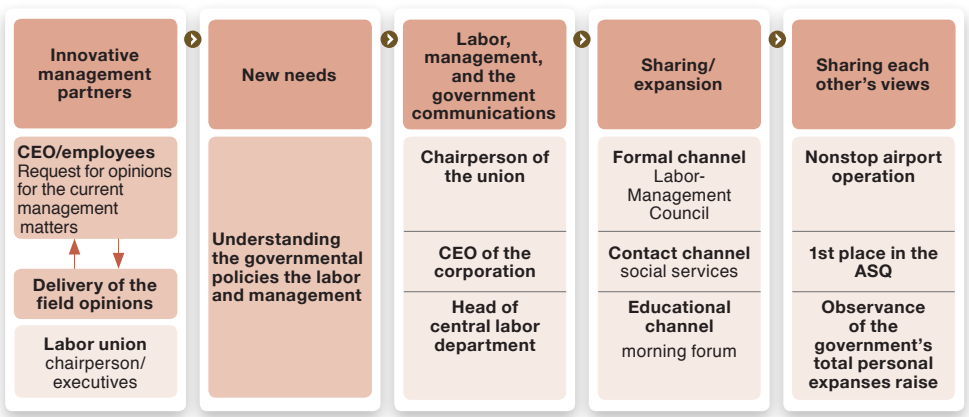 Innovative
management
partners
CEO/employees
Request for opinions
for the current
management
matters
Delivery of the
field opinions
Labor union
chairperson/
executives
New needs
Understanding
the governmental
policies the labor
and management
Labor,
management,
and the
government
communications
Chairperson of
the union
CEO of the
corporation
Head of
central labor
department
Sharing/
expansion
Formal channel
Labor-
Management
Council
Contact channel
social services
Educational
channel
morning forum
Sharing each
other’s views
Nonstop airport
operation
1st place in the
ASQ
Observance
of the
government’s
total personal
expanses raise